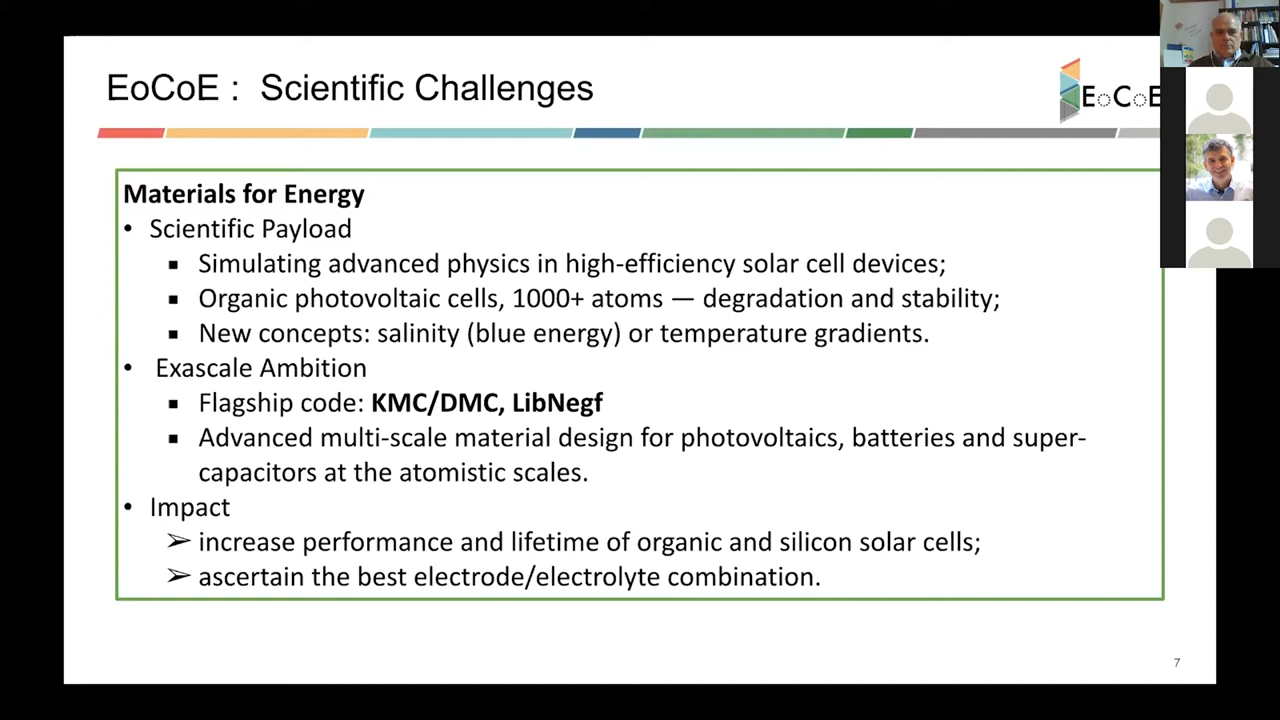 EoCoE : Scientific Challenges
EoCoE
Materials for Energy
• Scientific Payload
▪ Simulating advanced physics in high-efficiency solar cell devices;
▪ Organic photovoltaic cells, 1000+ atoms — degradation and stability;
▪ New concepts: salinity (blue energy) or temperature gradients.
• Exascale Ambition
▪ Flagship code: KMC/DMC, LibNegf
▪ Advanced multi-scale material design for photovoltaics, batteries and super-
capacitors at the atomistic scales.
• Impact
➢ increase performance and lifetime of organic and silicon solar cells;
➢ ascertain the best electrode/electrolyte combination.
7